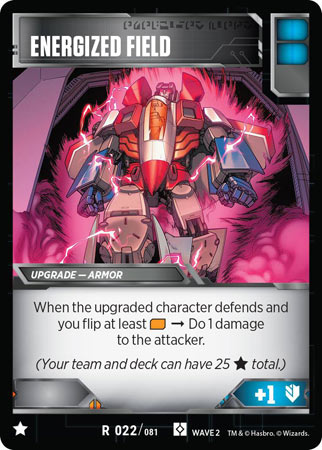 ENERGIZED FIELD
UPGRADE — ARMOR
When the upgraded character defends and
you flip at least → Do 1 damage
to the attacker.
(Your team and deck can have 25 ★ total.)
+1
★ R 022/081 WAVE 2 TM & © Hasbro. © Wizards.